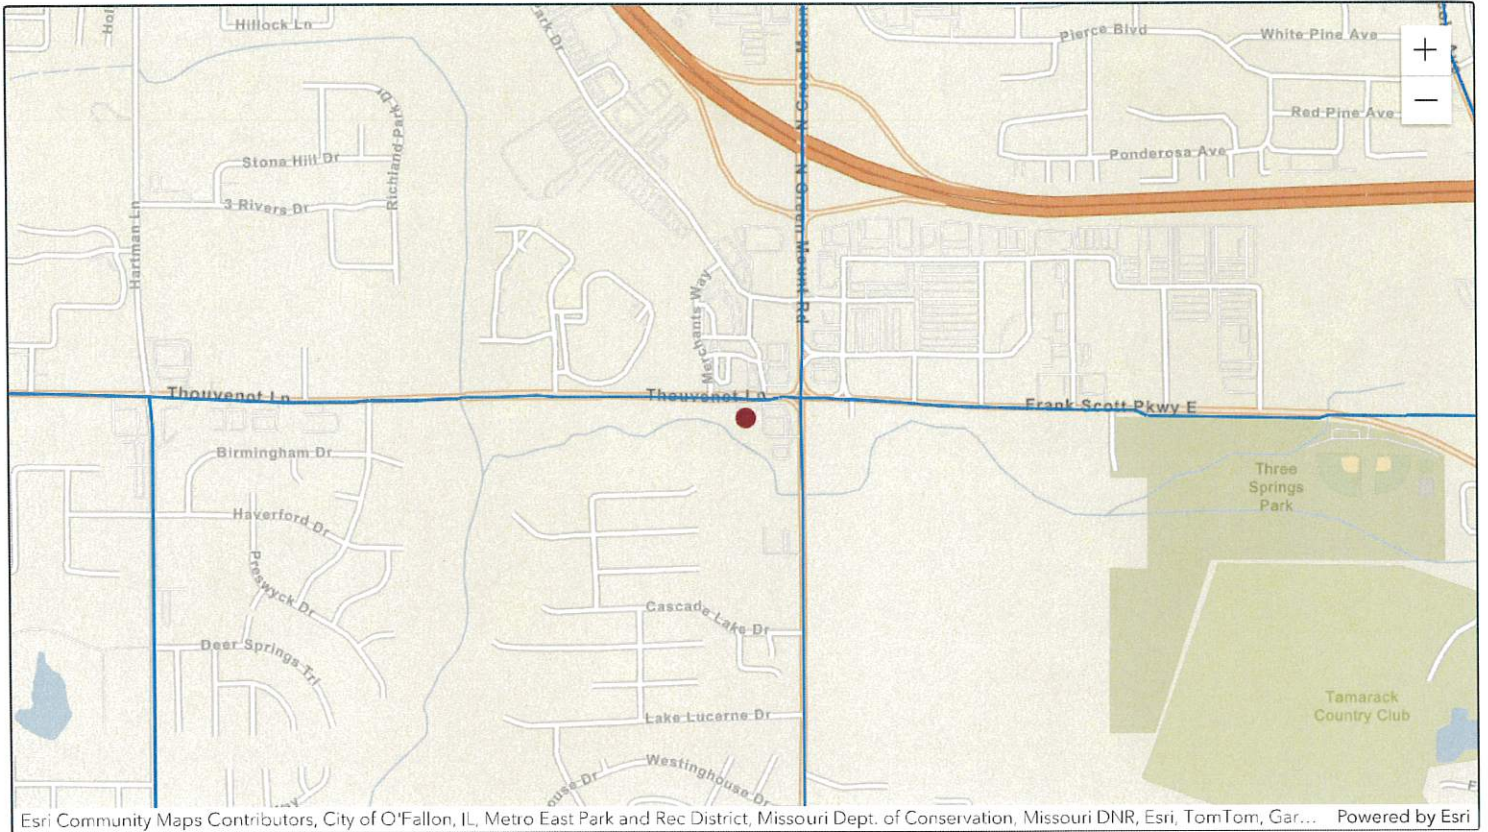 Hillock Ln
Park Dr
Pierce Blvd
White Pine Ave
+
−
Richland Park Dr
Red Pine Ave
Stona Hill Dr
Ponderosa Ave
3 Rivers Dr
Hartman Ln
N Green Mount Rd
Merchants Way
Thouvenot Ln
Thouvenot Ln
Frank Scott Pkwy E
Birmingham Dr
Three
Springs
Park
Haverford Dr
Preswyck Dr
Cascade Lake Dr
Deer Springs Trl
Tamarack
Country Club
Lake Lucerne Dr
Westinghouse Dr
Esri Community Maps Contributors, City of O'Fallon, IL, Metro East Park and Rec District, Missouri Dept. of Conservation, Missouri DNR, Esri, TomTom, Gar...
Powered by Esri